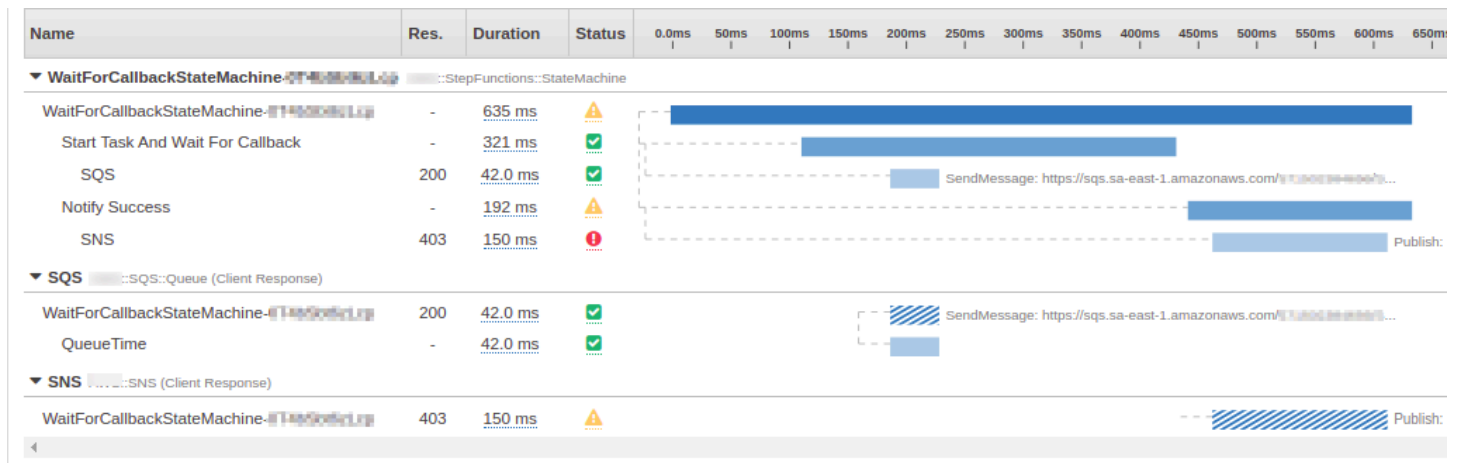 Name Res. Duration Status 0.0ms 50ms 100ms 150ms 200ms 250ms 300ms 350ms 400ms 450ms 500ms 550ms 600ms 650ms
WaitForCallbackStateMachine- ::StepFunctions::StateMachine
WaitForCallbackStateMachine- - 635 ms
Start Task And Wait For Callback - 321 ms
SQS 200 42.0 ms SendMessage: https://sqs.sa-east-1.amazonaws.com/ ...
Notify Success - 192 ms
SNS 403 150 ms Publish:
SQS ::SQS::Queue (Client Response)
WaitForCallbackStateMachine- 200 42.0 ms SendMessage: https://sqs.sa-east-1.amazonaws.com/ ...
QueueTime - 42.0 ms
SNS ::SNS (Client Response)
WaitForCallbackStateMachine- 403 150 ms Publish: